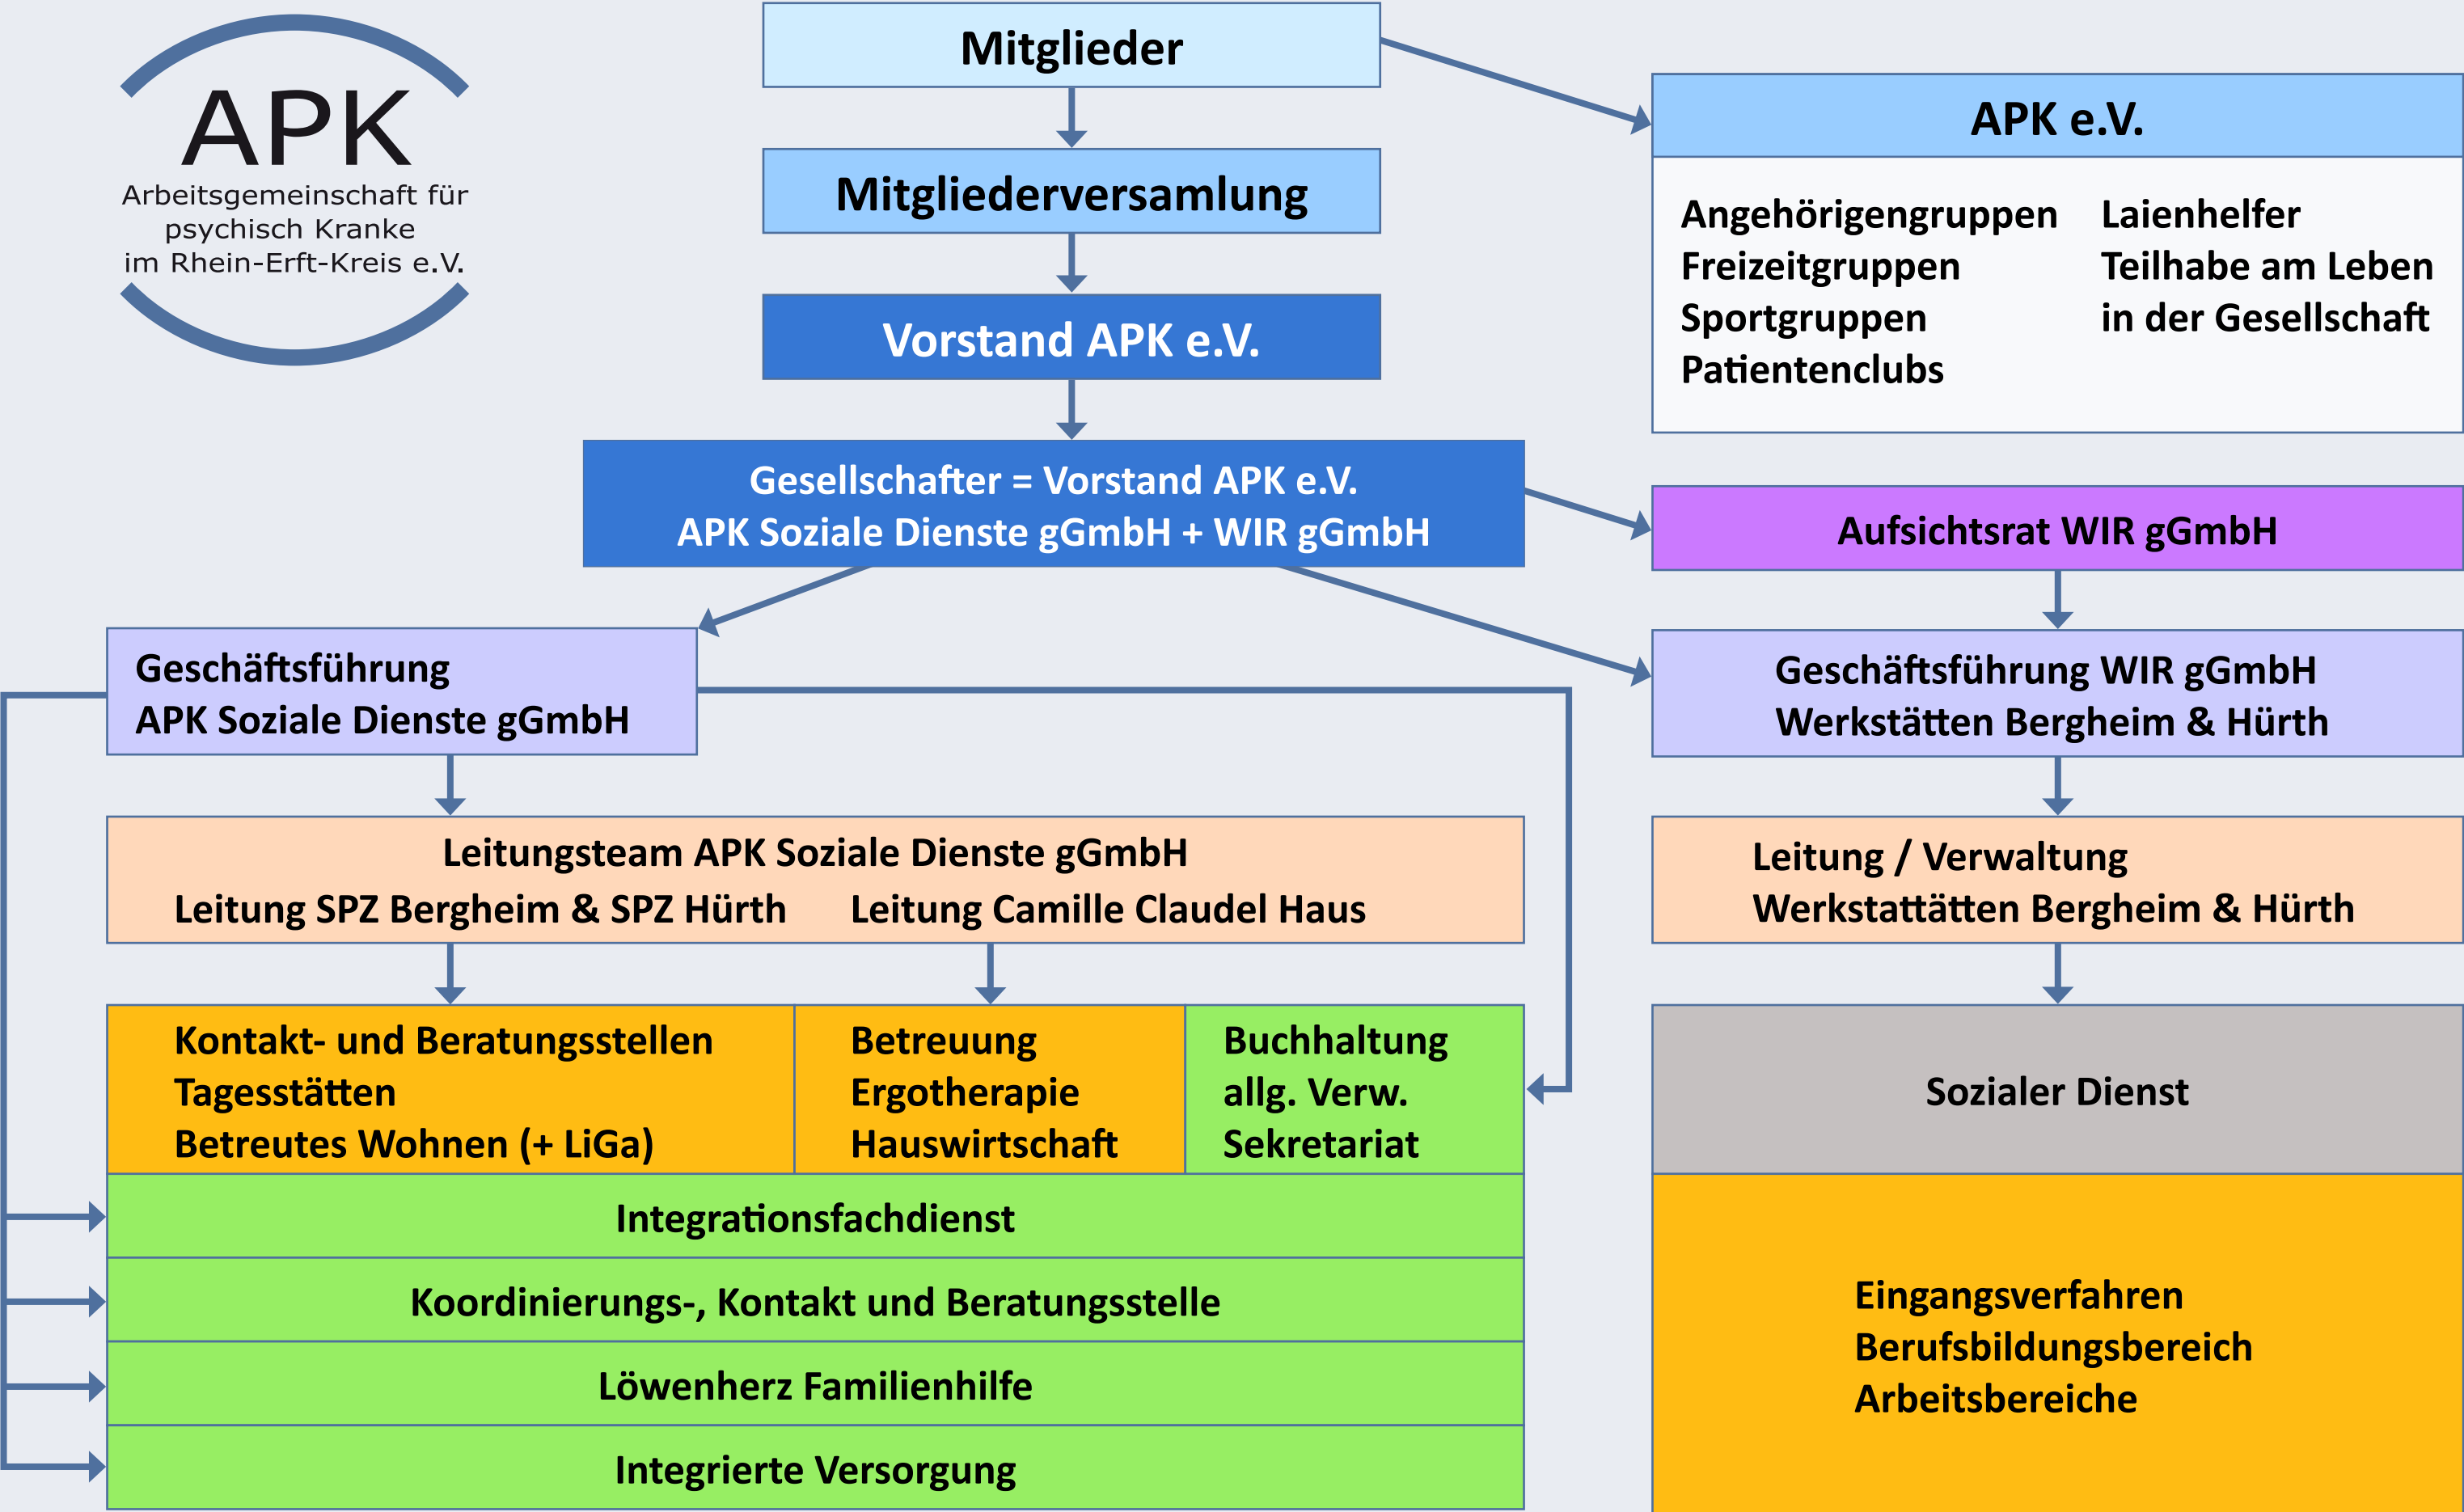 APK
Arbeitsgemeinschaft für
psychisch Kranke
im Rhein-Erft-Kreis e.V.
Mitglieder
Mitgliederversamlung
Vorstand APK e.V.
APK e.V.
Angehörigengruppen
Freizeitgruppen
Sportgruppen
Patientenclubs
Laienhelfer
Teilhabe am Leben
in der Gesellschaft
Gesellschafter = Vorstand APK e.V.
APK Soziale Dienste gGmbH + WIR gGmbH
Aufsichtsrat WIR gGmbH
Geschäftsführung
APK Soziale Dienste gGmbH
Geschäftsführung WIR gGmbH
Werkstätten Bergheim & Hürth
Leitungsteam APK Soziale Dienste gGmbH
Leitung SPZ Bergheim & SPZ Hürth
Leitung Camille Claudel Haus
Leitung / Verwaltung
Werkstattätten Bergheim & Hürth
Kontakt- und Beratungsstellen
Tagesstätten
Betreutes Wohnen (+ LiGa)
Betreuung
Ergotherapie
Hauswirtschaft
Buchhaltung
allg. Verw.
Sekretariat
Sozialer Dienst
Integrationsfachdienst
Koordinierungs-, Kontakt und Beratungsstelle
Löwenherz Familienhilfe
Integrierte Versorgung
Eingangsverfahren
Berufsbildungsbereich
Arbeitsbereiche